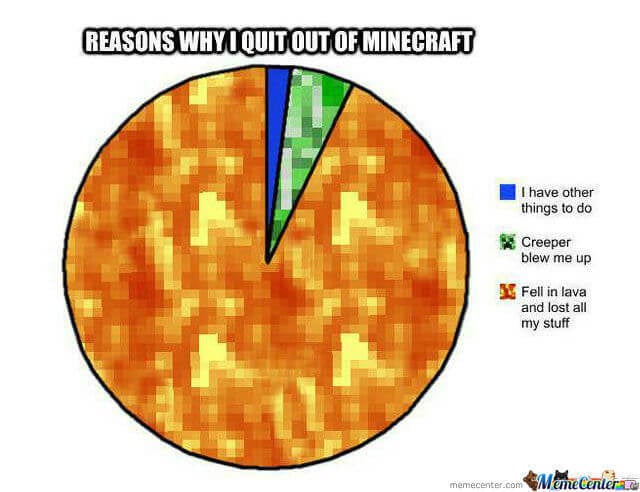 REASONS WHY I QUIT OUT OF MINECRAFT
I have other
things to do
Creeper
blew me up
Fell in lava
and lost all
my stuff
memecenter.com MemeCenter